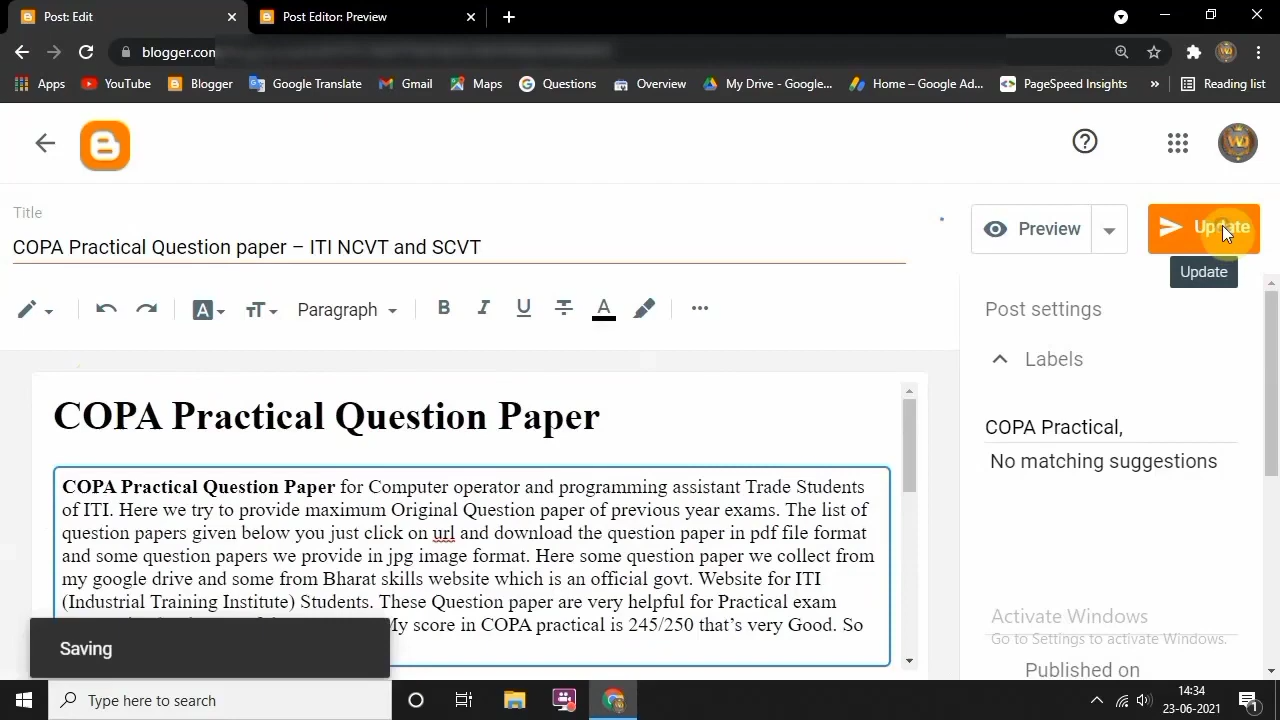 Post: Edit
Post Editor: Preview
blogger.com
Apps
YouTube
Blogger
Google Translate
Gmail
Maps
Questions
Overview
My Drive - Google...
Home – Google Ad...
PageSpeed Insights
»
Reading list
Title
COPA Practical Question paper – ITI NCVT and SCVT
Preview
Update
Update
Paragraph
B I U A
Post settings
Labels
COPA Practical,
No matching suggestions
COPA Practical Question Paper
COPA Practical Question Paper for Computer operator and programming assistant Trade Students
of ITI. Here we try to provide maximum Original Question paper of previous year exams. The list of
question papers given below you just click on url and download the question paper in pdf file format
and some question papers we provide in jpg image format. Here some question paper we collect from
my google drive and some from Bharat skills website which is an official govt. Website for ITI
(Industrial Training Institute) Students. These Question paper are very helpful for Practical exam
My score in COPA practical is 245/250 that's very Good. So
Saving
Activate Windows
Go to Settings to activate Windows.
Published on
Type here to search
14:34
23-06-2021
1